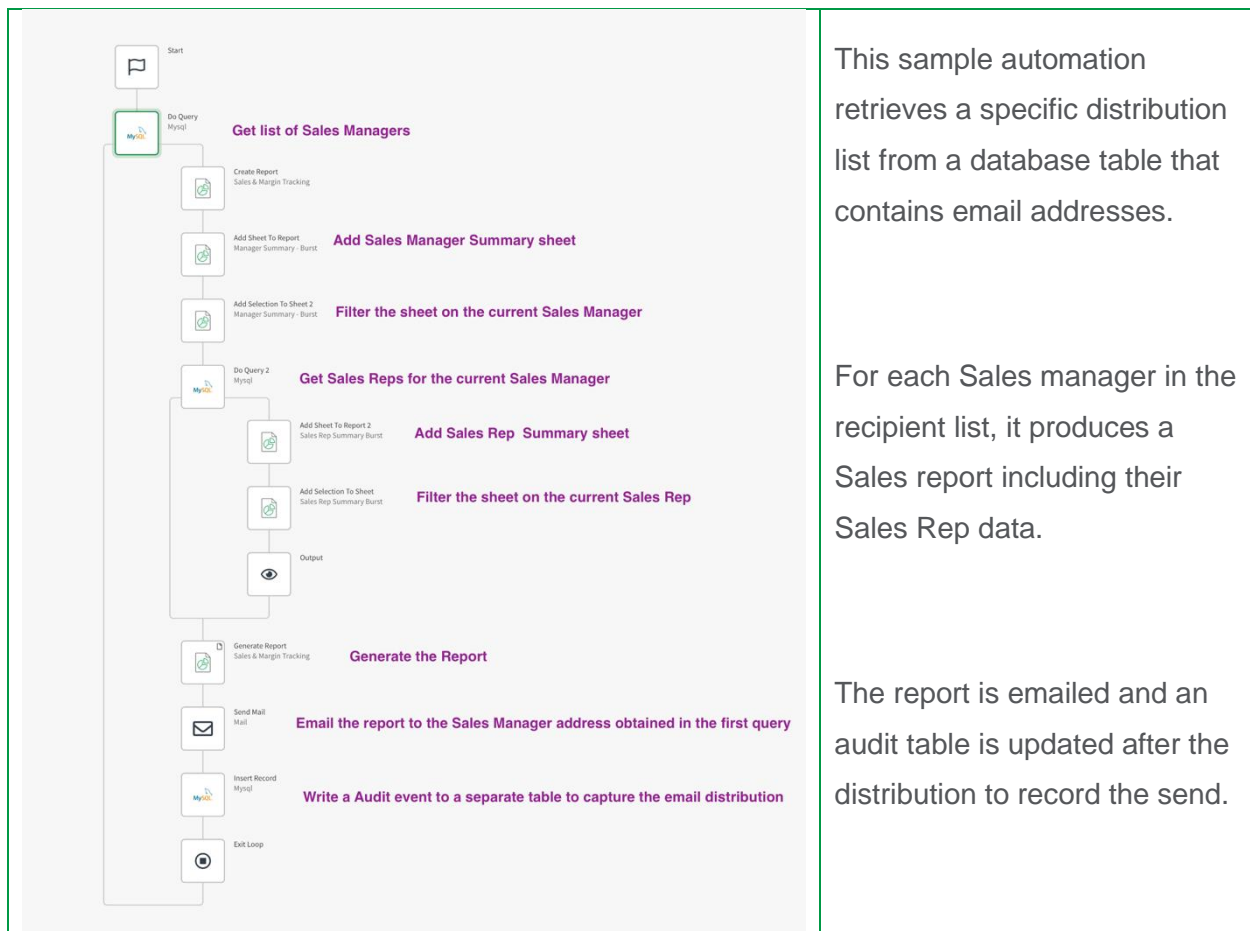 Start
Do Query
Mysql
MySQL
Get list of Sales Managers
Create Report
Sales & Margin Tracking
Add Sheet To Report
Manager Summary - Burst
Add Sales Manager Summary sheet
Add Selection To Sheet 2
Manager Summary - Burst
Filter the sheet on the current Sales Manager
Do Query 2
Mysql
MySQL
Get Sales Reps for the current Sales Manager
Add Sheet To Report 2
Sales Rep Summary Burst
Add Sales Rep Summary sheet
Add Selection To Sheet
Sales Rep Summary Burst
Filter the sheet on the current Sales Rep
Output
Generate Report
Sales & Margin Tracking
Generate the Report
Send Mail
Mail
Email the report to the Sales Manager address obtained in the first query
Insert Record
Mysql
MySQL
Write a Audit event to a separate table to capture the email distribution
Exit Loop
This sample automation
retrieves a specific distribution
list from a database table that
contains email addresses.
For each Sales manager in the
recipient list, it produces a
Sales report including their
Sales Rep data.
The report is emailed and an
audit table is updated after the
distribution to record the send.